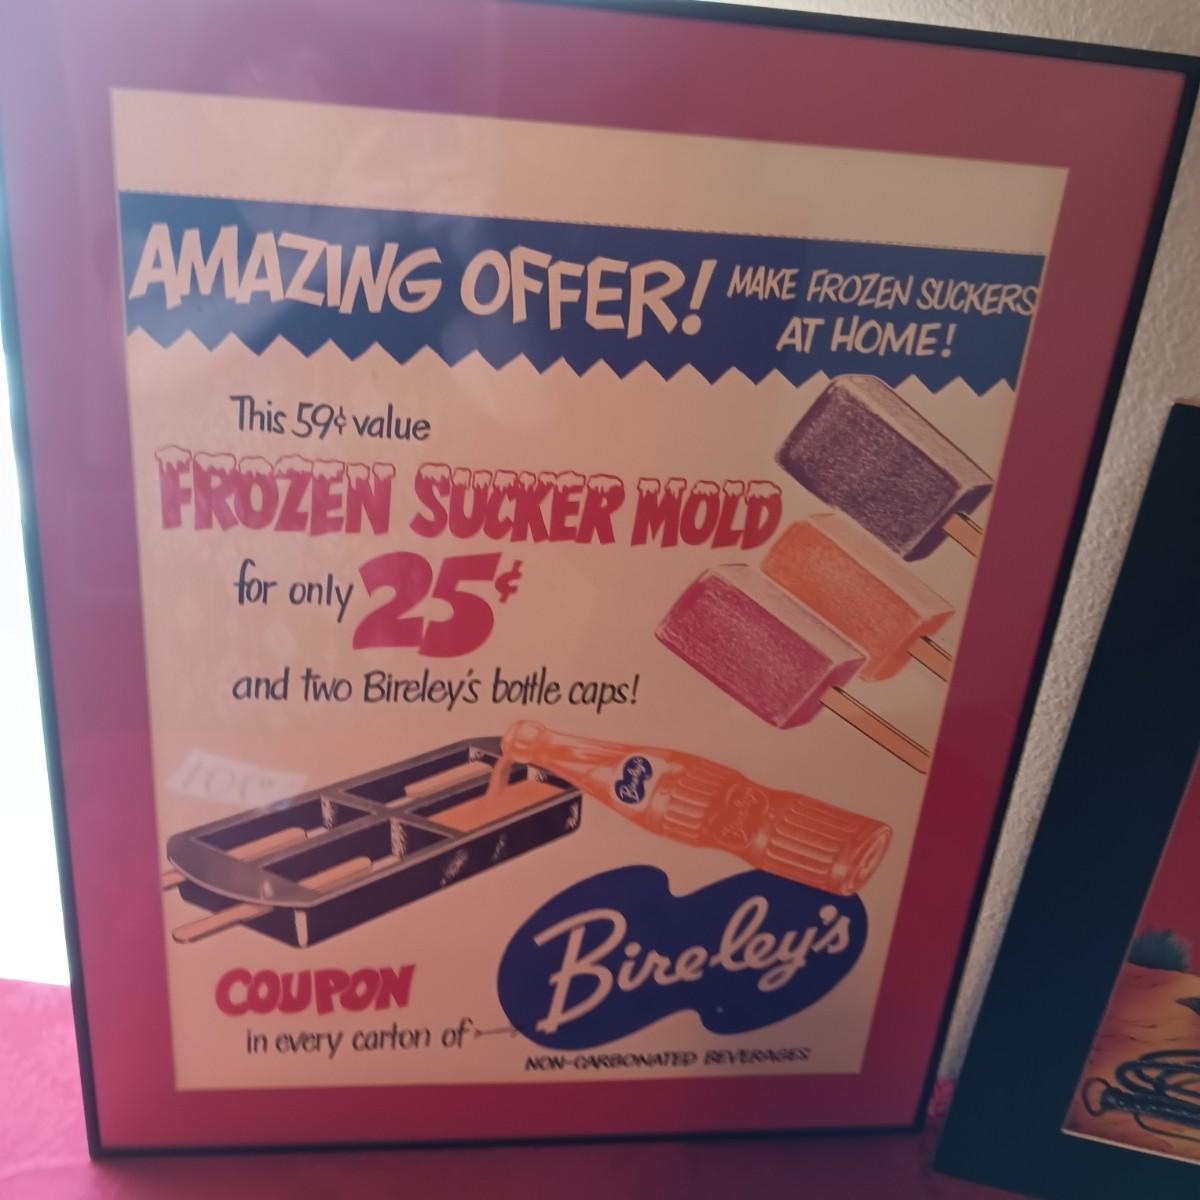 AMAZING OFFER!
MAKE FROZEN SUCKERS
AT HOME!
This 59¢ value
FROZEN SUCKER MOLD
for only 25¢
and two Bireley's bottle caps!
Bireley's
Bireley's
COUPON
in every carton of
NON-CARBONATED BEVERAGES